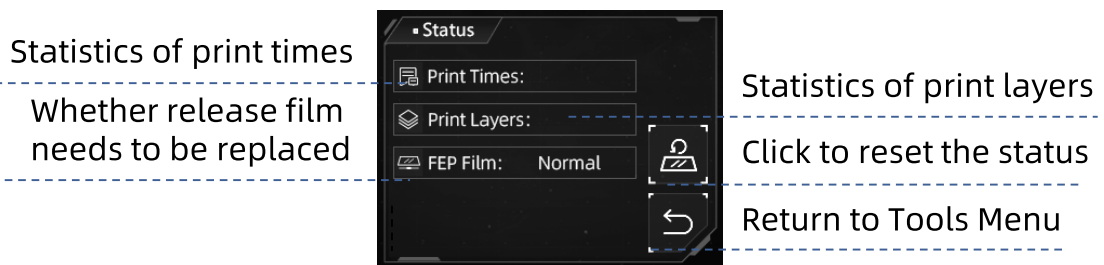 Statistics of print times
Whether release film
needs to be replaced
Status
Print Times:
Print Layers:
FEP Film: Normal
Statistics of print layers
Click to reset the status
Return to Tools Menu